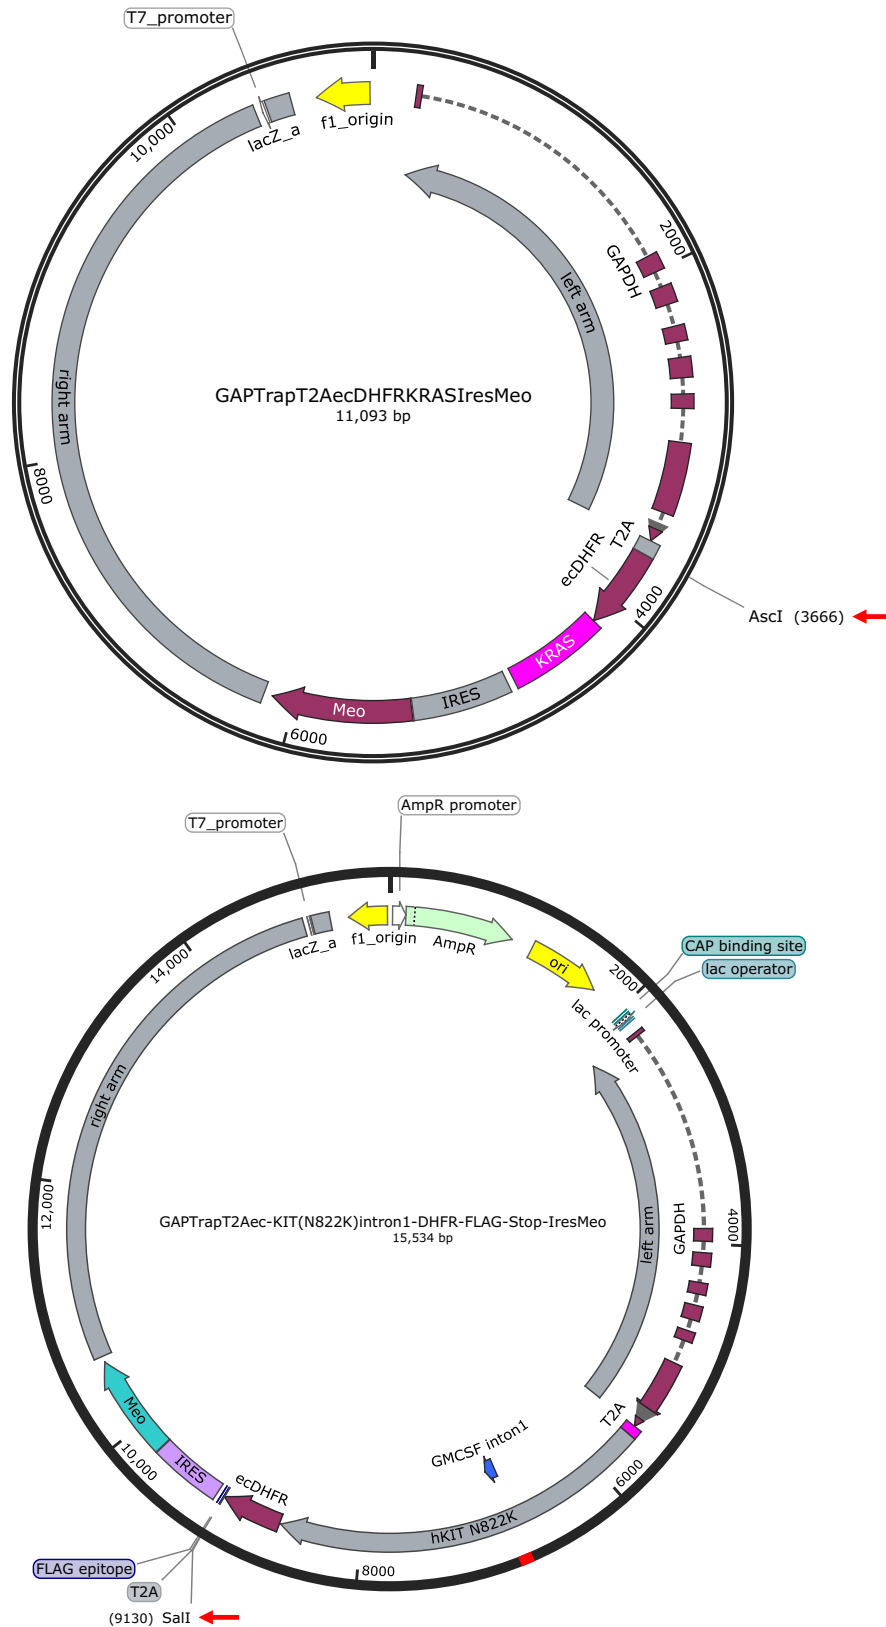 T7_promoter
10,000
lacZ_a
f1_origin
2000
GAPDH
left arm
right arm
GAPTrapT2AecDHFRKRASIresMeo
11,093 bp
8000
T2A
ecDHFR
4000
AscI (3666)
KRAS
IRES
Meo
6000
AmpR promoter
T7_promoter
14,000
lacZ_a
f1_origin
AmpR
ori
2000
CAP binding site
lac operator
lac promoter
right arm
left arm
GAPDH
4000
12,000
GAPTrapT2Aec-KIT(N822K)intron1-DHFR-FLAG-Stop-IresMeo
15,534 bp
Meo
T2A
GMCSF inton1
10,000
IRES
ecDHFR
6000
hKIT N822K
FLAG epitope
8000
T2A
(9130) SalI